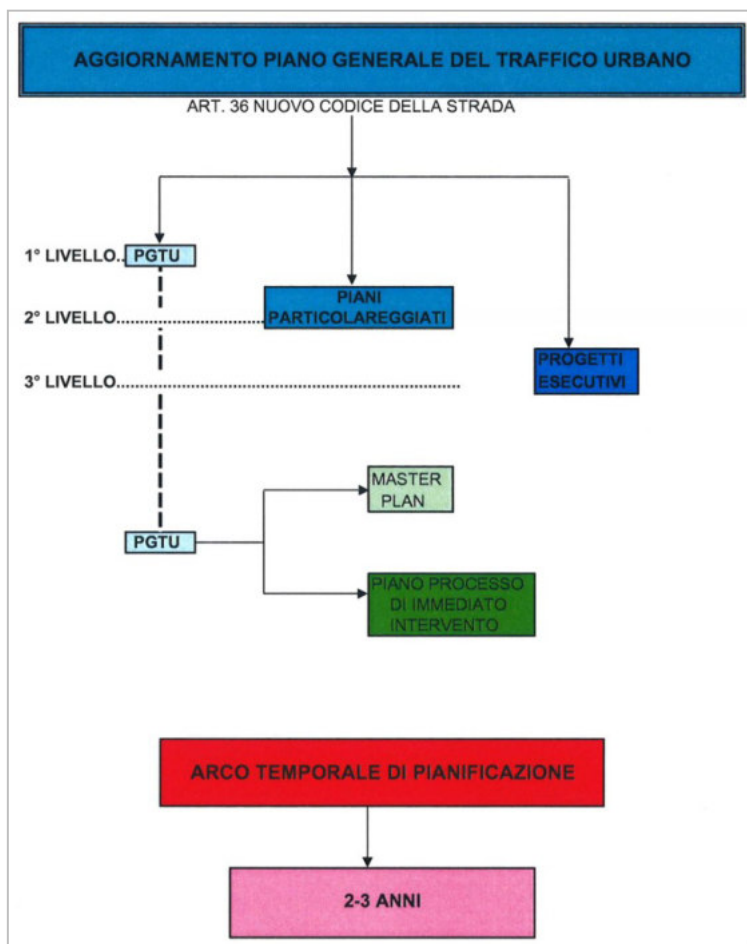 AGGIORNAMENTO PIANO GENERALE DEL TRAFFICO URBANO
ART. 36 NUOVO CODICE DELLA STRADA
1° LIVELLO..
PGTU
PIANI
PARTICOLAREGGIATI
2° LIVELLO........................................
PROGETTI
ESECUTIVI
3° LIVELLO........................................................................................
MASTER
PLAN
PGTU
PIANO PROCESSO
DI IMMEDIATO
INTERVENTO
ARCO TEMPORALE DI PIANIFICAZIONE
2-3 ANNI